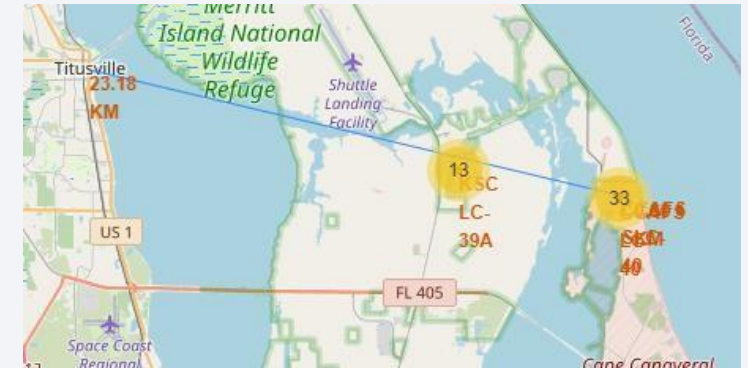 Merritt
Island National
Wildlife
Refuge
Florida
Titusville
23.18
KM
Shuttle
Landing
Facility
13
KSC
LC-
39A
33
40
US 1
FL 405
Space Coast
Regional
Cape Canaveral